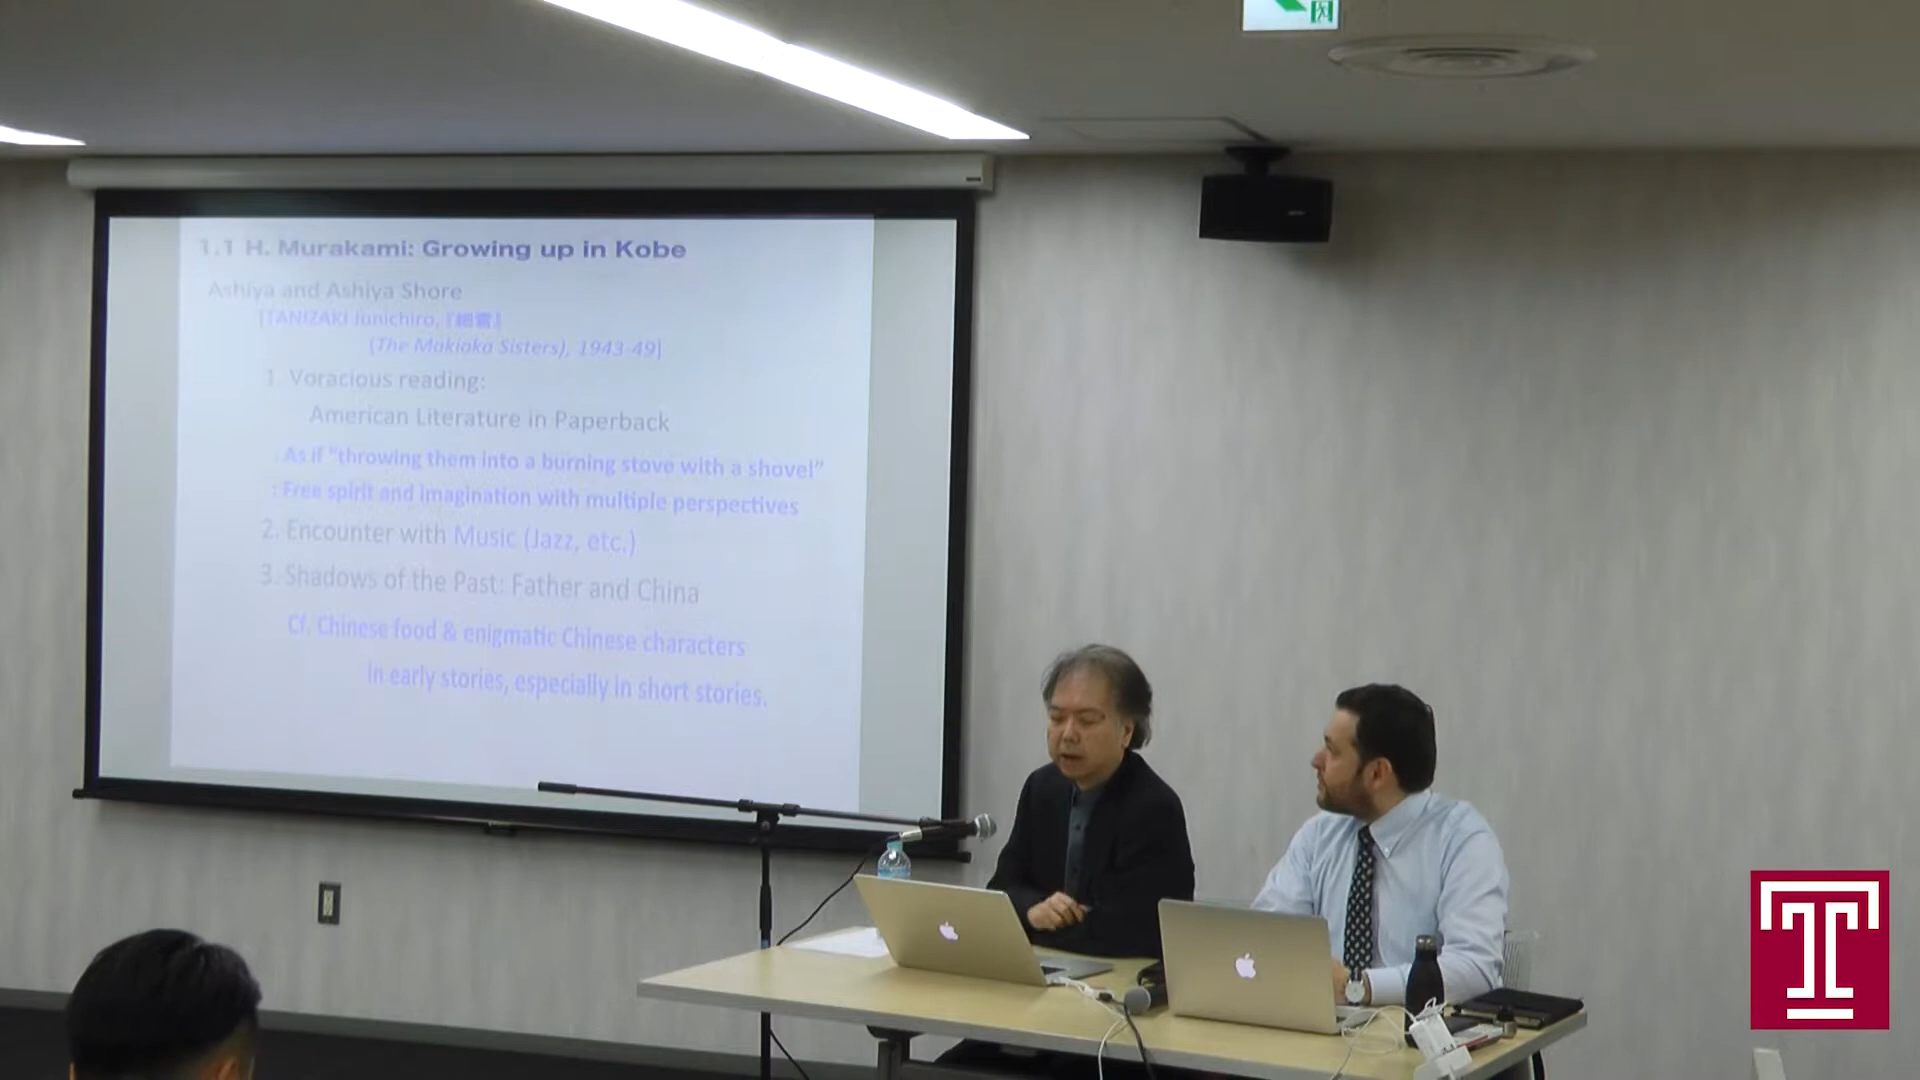 1.1 H. Murakami: Growing up in Kobe
Ashiya and Ashiya Shore
[TANIZAKI Junichiro,『細雪』
(The Makioka Sisters), 1943-49]
1. Voracious reading:
American Literature in Paperback
: As if "throwing them into a burning stove with a shovel"
: Free spirit and imagination with multiple perspectives
2. Encounter with Music (Jazz, etc.)
3. Shadows of the Past: Father and China
Cf. Chinese food & enigmatic Chinese characters
in early stories, especially in short stories.
T